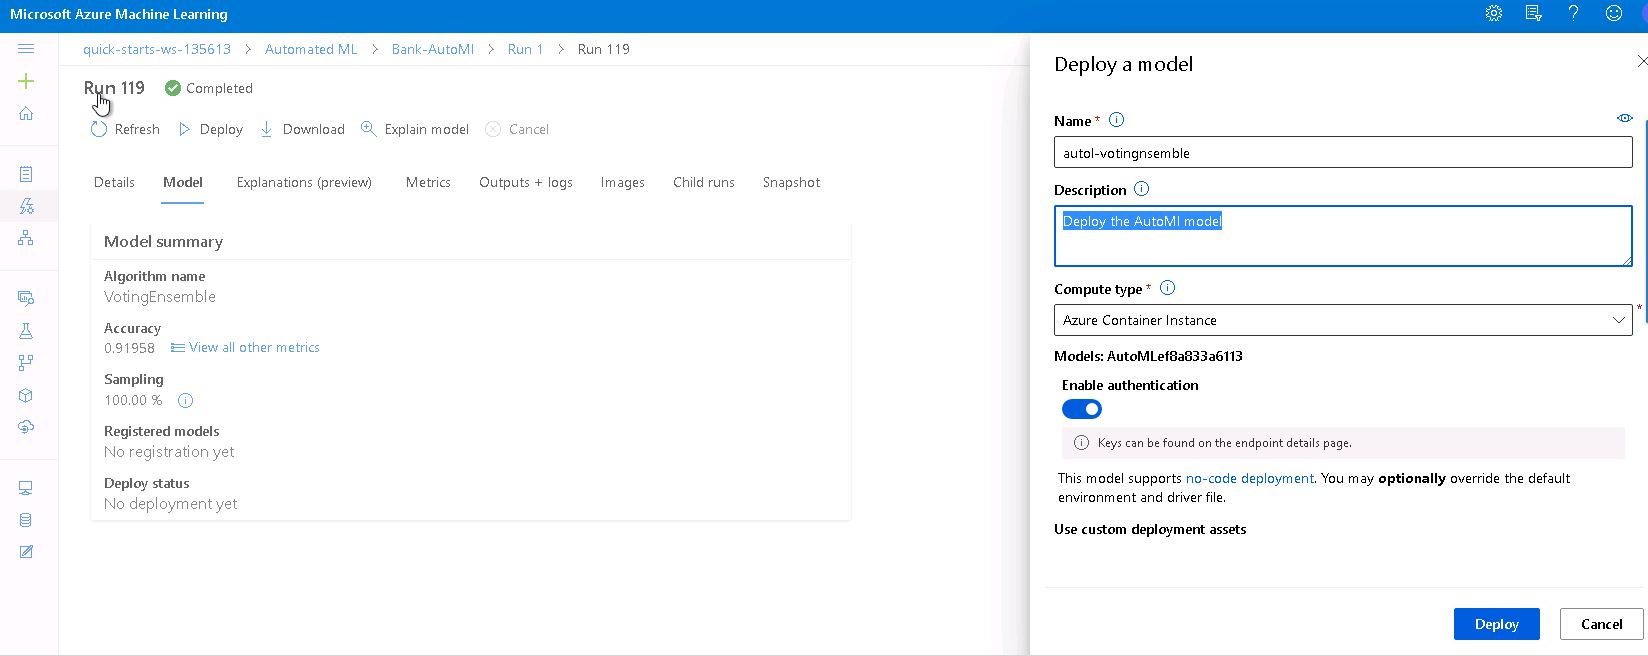 Microsoft Azure Machine Learning
quick-starts-ws-135613 > Automated ML > Bank-AutoMl > Run 1 > Run 119
Run 119 Completed
Refresh Deploy Download Explain model Cancel
Details Model Explanations (preview) Metrics Outputs + logs Images Child runs Snapshot
Model summary
Algorithm name
VotingEnsemble
Accuracy
0.91958 View all other metrics
Sampling
100.00 %
Registered models
No registration yet
Deploy status
No deployment yet
Deploy a model
Name *
autol-votingnsemble
Description
Deploy the AutoMl model
Compute type *
Azure Container Instance
*
Models: AutoMLef8a833a6113
Enable authentication
Keys can be found on the endpoint details page.
This model supports no-code deployment. You may optionally override the default
environment and driver file.
Use custom deployment assets
Deploy Cancel